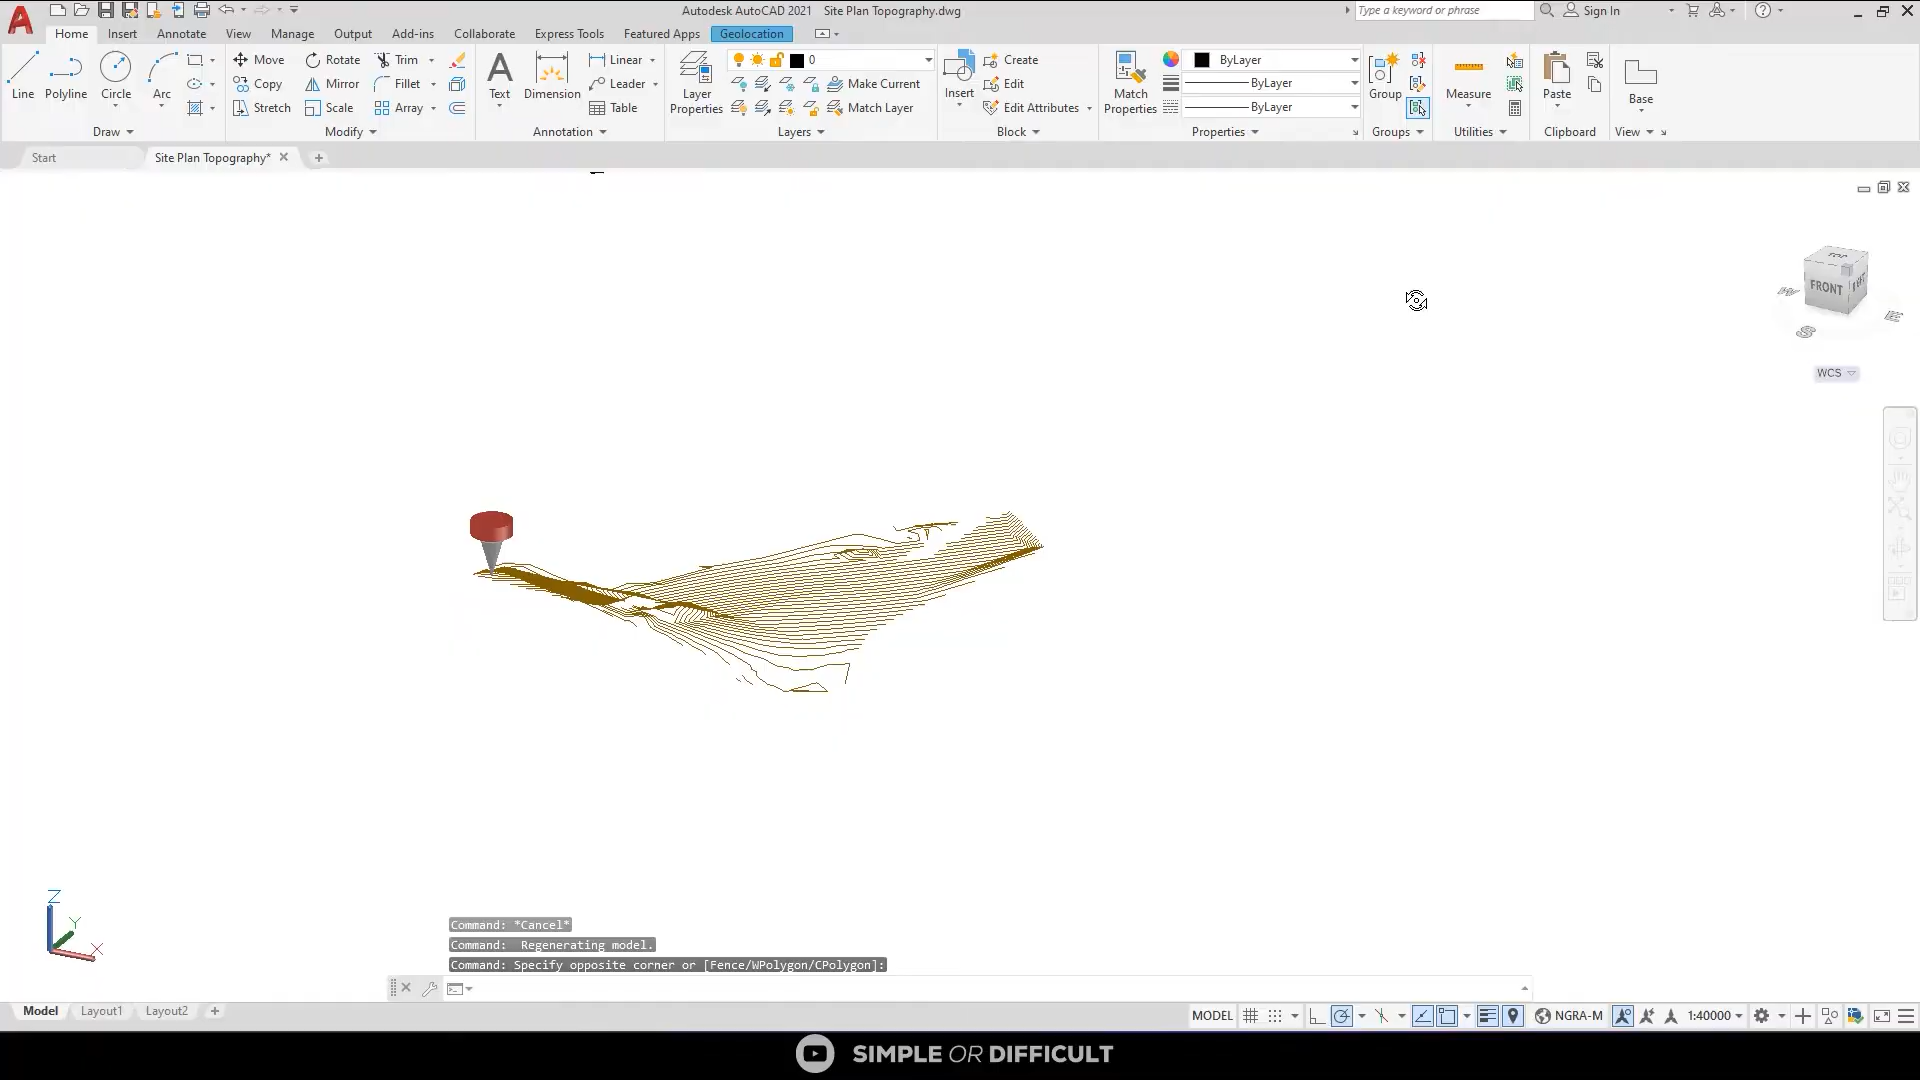 Autodesk AutoCAD 2021 Site Plan Topography.dwg
Type a keyword or phrase
Sign In
Home Insert Annotate View Manage Output Add-ins Collaborate Express Tools Featured Apps Geolocation
Line Polyline Circle Arc
Draw
Move Rotate Trim
Copy Mirror Fillet
Stretch Scale Array
Modify
Text Dimension
Linear
Leader
Table
Annotation
Layer Properties
0
Make Current
Match Layer
Layers
Insert
Create
Edit
Edit Attributes
Block
Match Properties
ByLayer
ByLayer
ByLayer
Properties
Group
Groups
Measure
Utilities
Paste
Clipboard
Base
View
Start Site Plan Topography*
TOP
FRONT
W
S
E
WCS
Z
Y
X
Command: *Cancel*
Command:  Regenerating model.
Command: Specify opposite corner or [Fence/WPolygon/CPolygon]:
Model Layout1 Layout2
MODEL NGRA-M 1:40000
SIMPLE OR DIFFICULT